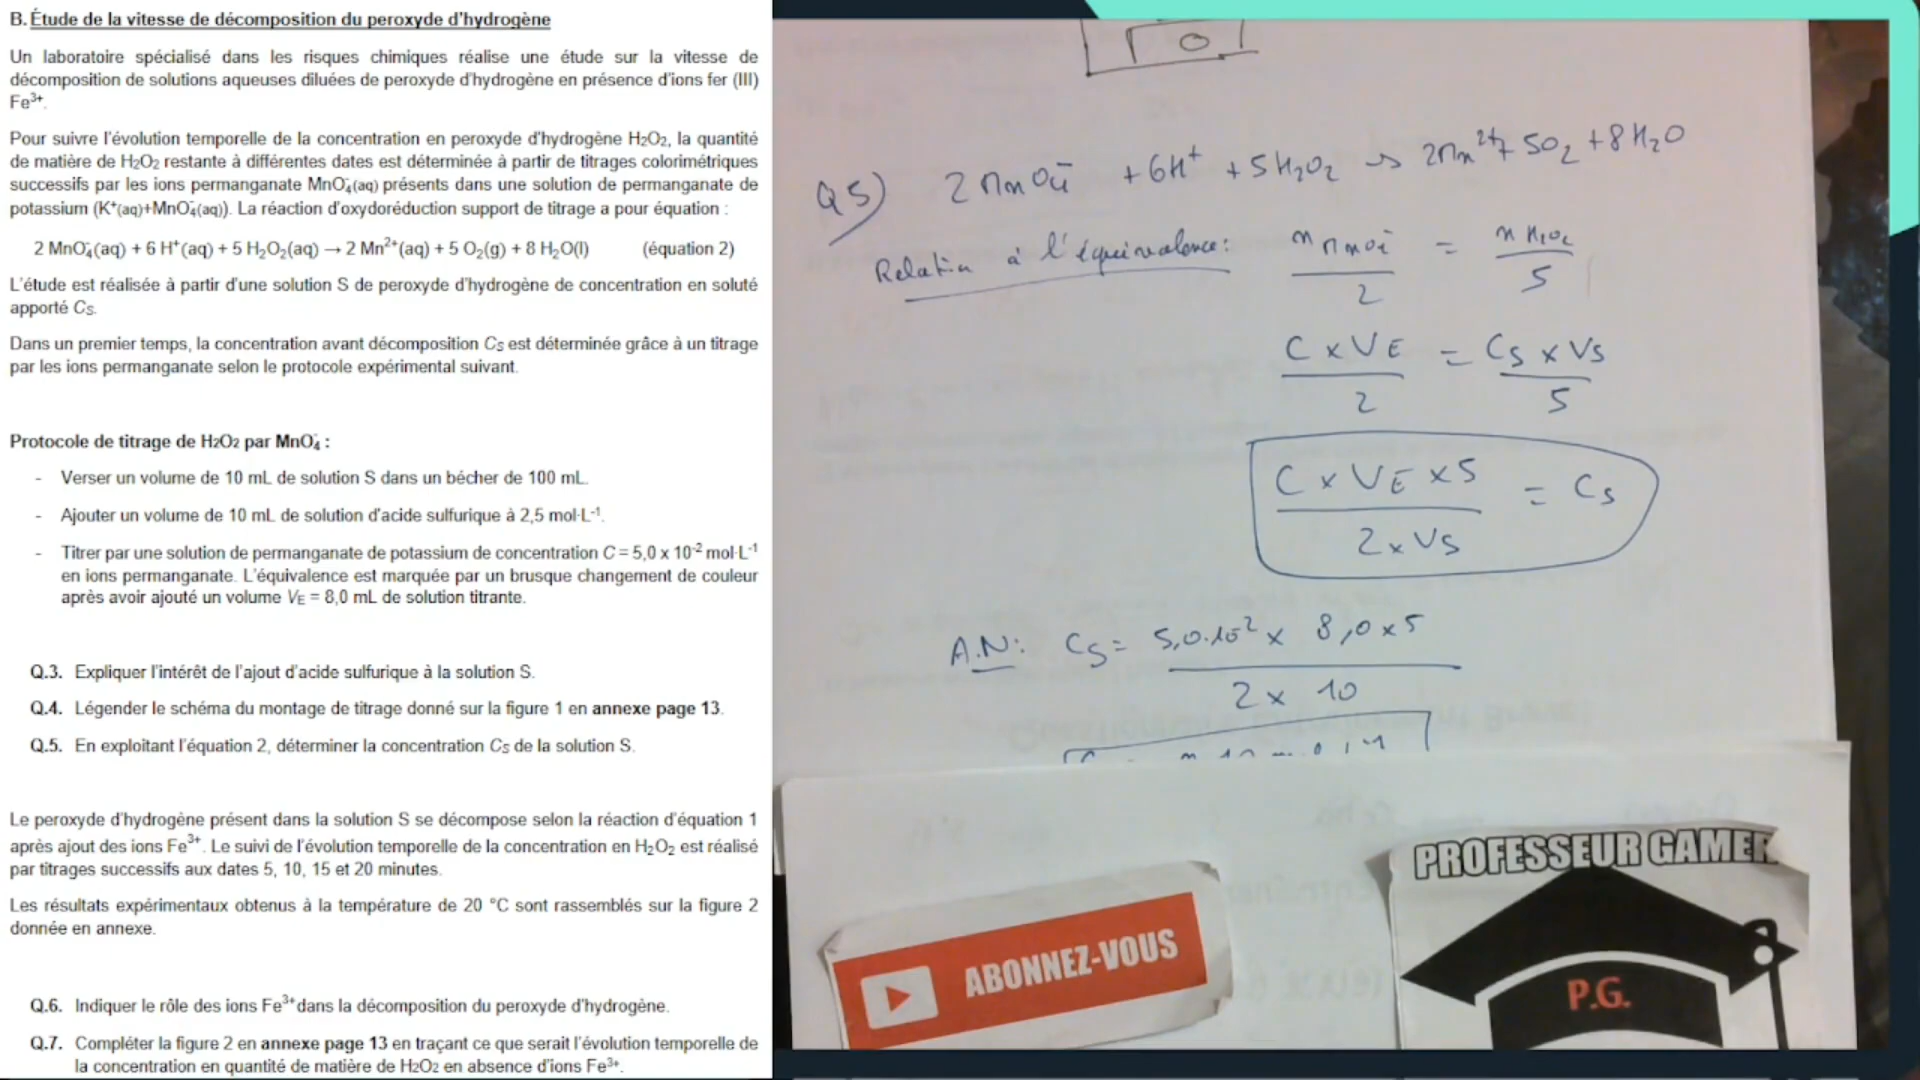 B. Étude de la vitesse de décomposition du peroxyde d'hydrogène
Un laboratoire spécialisé dans les risques chimiques réalise une étude sur la vitesse de
décomposition de solutions aqueuses diluées de peroxyde d'hydrogène en présence d'ions fer (III)
Fe³⁺.
Pour suivre l'évolution temporelle de la concentration en peroxyde d'hydrogène H₂O₂, la quantité
de matière de H₂O₂ restante à différentes dates est déterminée à partir de titrages colorimétriques
successifs par les ions permanganate MnO₄⁻(aq) présents dans une solution de permanganate de
potassium (K⁺(aq)+MnO₄⁻(aq)). La réaction d'oxydoréduction support de titrage a pour équation :
2 MnO₄⁻(aq) + 6 H⁺(aq) + 5 H₂O₂(aq) → 2 Mn²⁺(aq) + 5 O₂(g) + 8 H₂O(l) (équation 2)
L'étude est réalisée à partir d'une solution S de peroxyde d'hydrogène de concentration en soluté
apporté Cs.
Dans un premier temps, la concentration avant décomposition Cs est déterminée grâce à un titrage
par les ions permanganate selon le protocole expérimental suivant.
Protocole de titrage de H₂O₂ par MnO₄⁻ :
- Verser un volume de 10 mL de solution S dans un bécher de 100 mL.
- Ajouter un volume de 10 mL de solution d'acide sulfurique à 2,5 mol·L⁻¹.
- Titrer par une solution de permanganate de potassium de concentration C = 5,0 x 10⁻² mol·L⁻¹
en ions permanganate. L'équivalence est marquée par un brusque changement de couleur
après avoir ajouté un volume VE = 8,0 mL de solution titrante.
Q.3. Expliquer l'intérêt de l'ajout d'acide sulfurique à la solution S.
Q.4. Légender le schéma du montage de titrage donné sur la figure 1 en annexe page 13.
Q.5. En exploitant l'équation 2, déterminer la concentration Cs de la solution S.
Le peroxyde d'hydrogène présent dans la solution S se décompose selon la réaction d'équation 1
après ajout des ions Fe³⁺. Le suivi de l'évolution temporelle de la concentration en H₂O₂ est réalisé
par titrages successifs aux dates 5, 10, 15 et 20 minutes.
Les résultats expérimentaux obtenus à la température de 20 °C sont rassemblés sur la figure 2
donnée en annexe.
Q.6. Indiquer le rôle des ions Fe³⁺ dans la décomposition du peroxyde d'hydrogène.
Q.7. Compléter la figure 2 en annexe page 13 en traçant ce que serait l'évolution temporelle de
la concentration en quantité de matière de H₂O₂ en absence d'ions Fe³⁺.
Q5) 2 MnO₄⁻ + 6H⁺ + 5H₂O₂ → 2Mn²⁺ + 5O₂ + 8H₂O
Relation à l'équivalence : n MnO₄⁻ / 2 = n H₂O₂ / 5
C x VE / 2 = Cs x Vs / 5
C x VE x 5 / 2 x Vs = Cs
A.N : Cs = 5,0.10⁻² x 8,0 x 5 / 2 x 10
ABONNEZ-VOUS
PROFESSEUR GAMER
P.G.